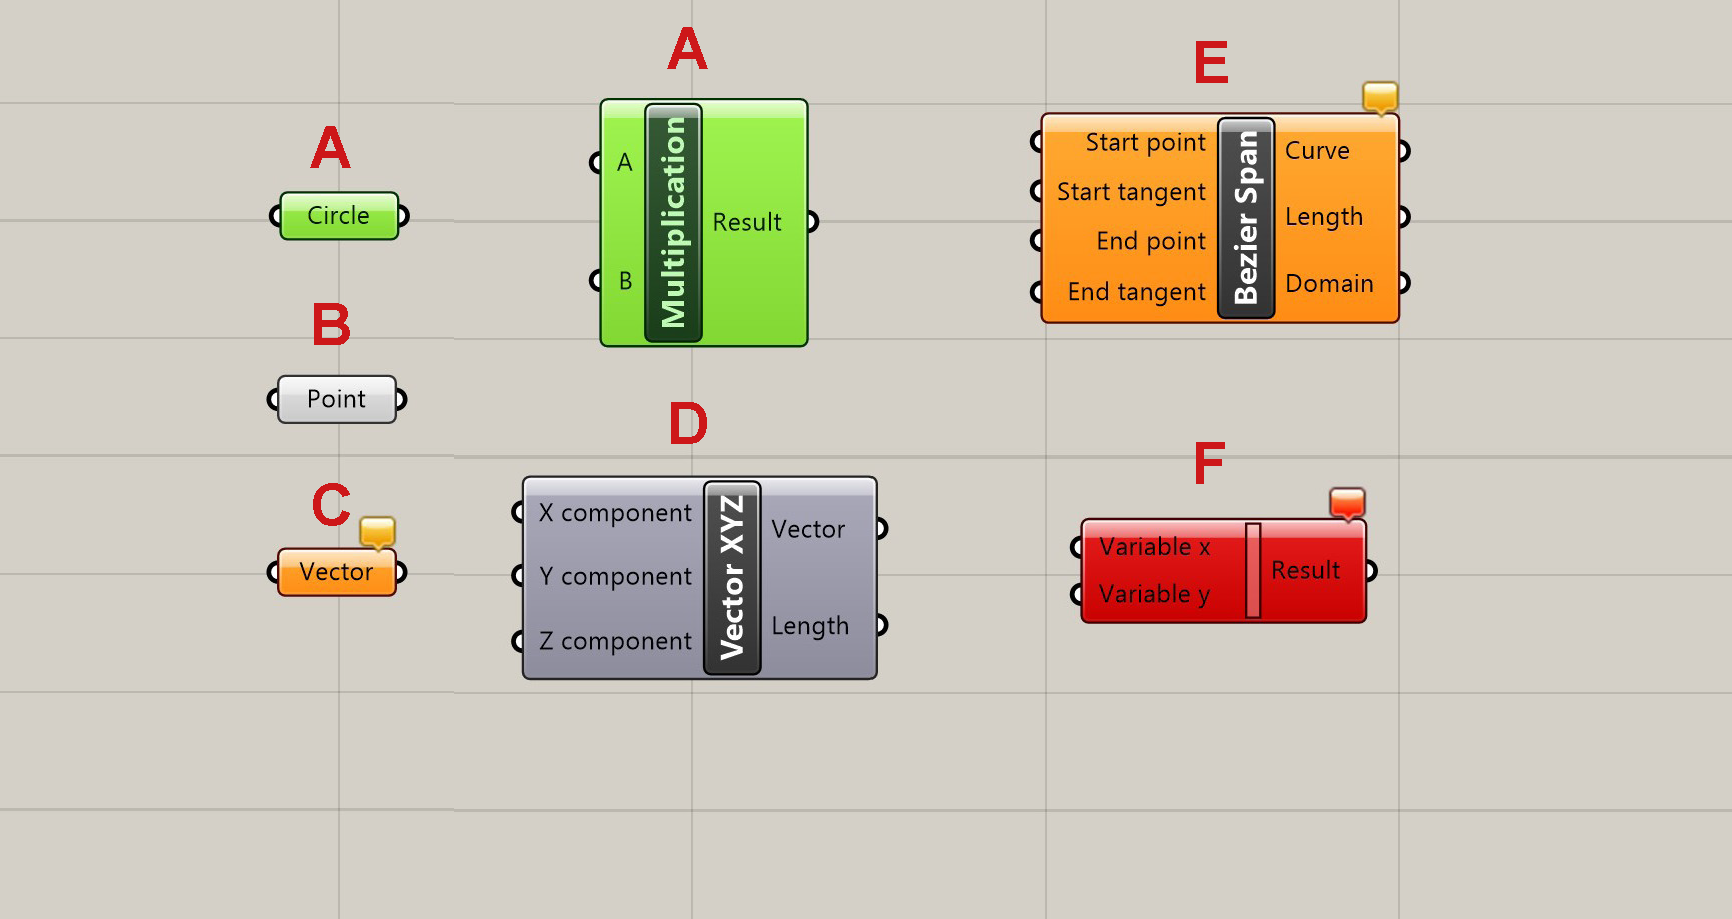 A
Circle
B
Point
C
Vector
A
A
B
Multiplication
Result
D
X component
Y component
Z component
Vector XYZ
Vector
Length
E
Start point
Start tangent
End point
End tangent
Bezier Span
Curve
Length
Domain
F
Variable x
Variable y
Result